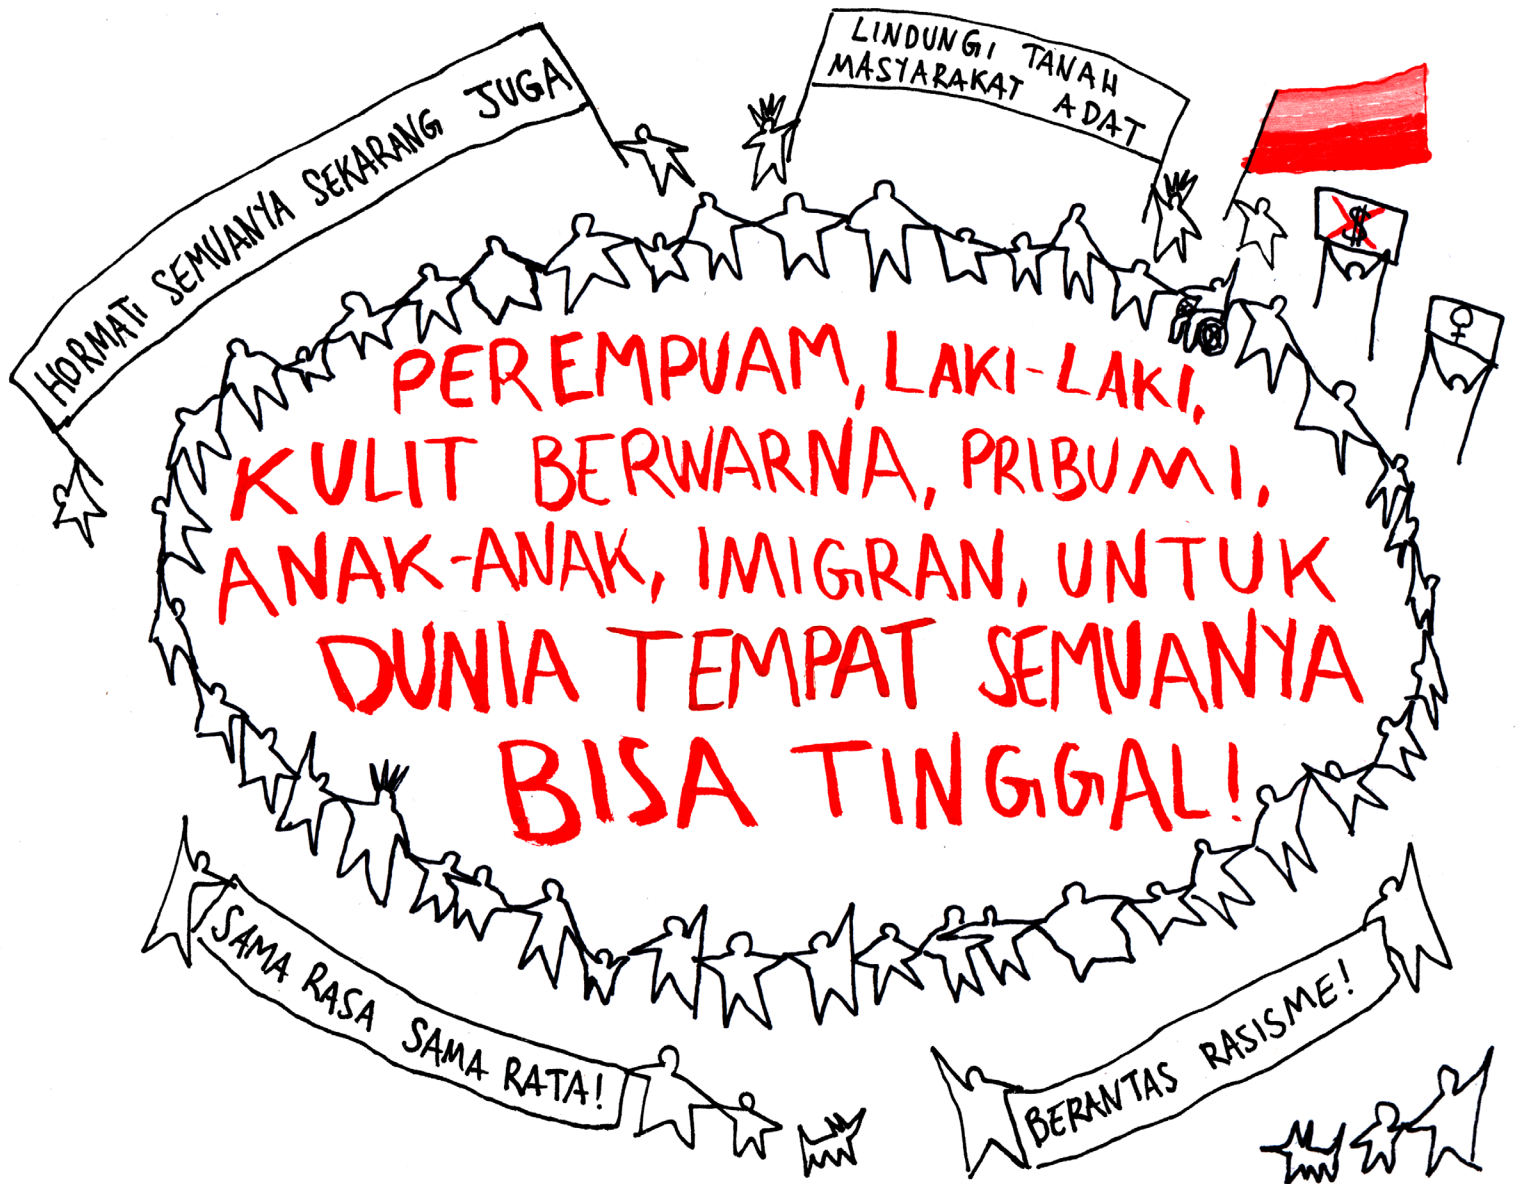 HORMATI SEMUANYA SEKARANG JUGA
LINDUNGI TANAH
MASYARAKAT ADAT
$
PEREMPUAM, LAKI-LAKI,
KULIT BERWARNA, PRIBUMI,
ANAK-ANAK, IMIGRAN, UNTUK
DUNIA TEMPAT SEMUANYA
BISA TINGGAL!
SAMA RASA SAMA RATA!
BERANTAS RASISME!